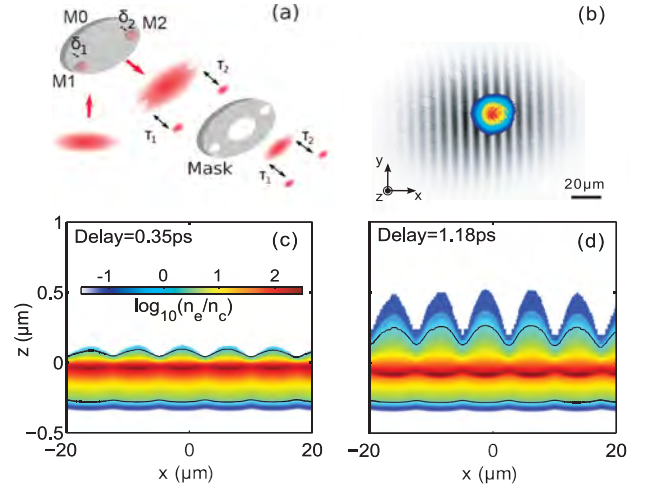 (a)
M0
δ2
M2
δ1
M1
τ2
τ1
τ2
Mask
τ1
(b)
y
z
x
20μm
Delay=0.35ps
(c)
-1 0 1 2
log10(ne/nc)
1
0.5
0
−0.5
z (μm)
−20 0 20
x (μm)
Delay=1.18ps
(d)
−20 0 20
x (μm)